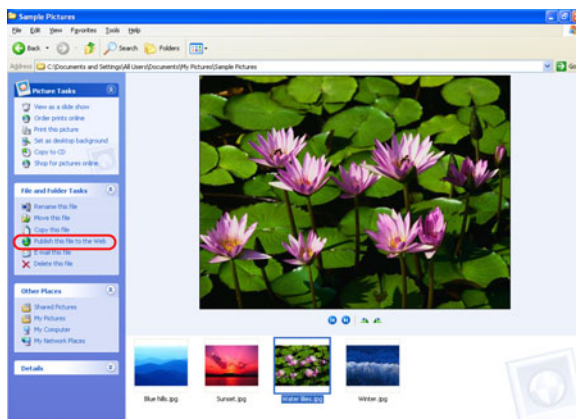 Sample Pictures
File Edit View Favorites Tools Help
Back Search Folders
Address C:\Documents and Settings\All Users\Documents\My Pictures\Sample Pictures Go
Picture Tasks
View as a slide show
Order prints online
Print this picture
Set as desktop background
Copy to CD
Shop for pictures online
File and Folder Tasks
Rename this file
Move this file
Copy this file
Publish this file to the Web
E-mail this file
Delete this file
Other Places
Shared Pictures
My Pictures
My Computer
My Network Places
Details
Blue hills.jpg Sunset.jpg Water lilies.jpg Winter.jpg